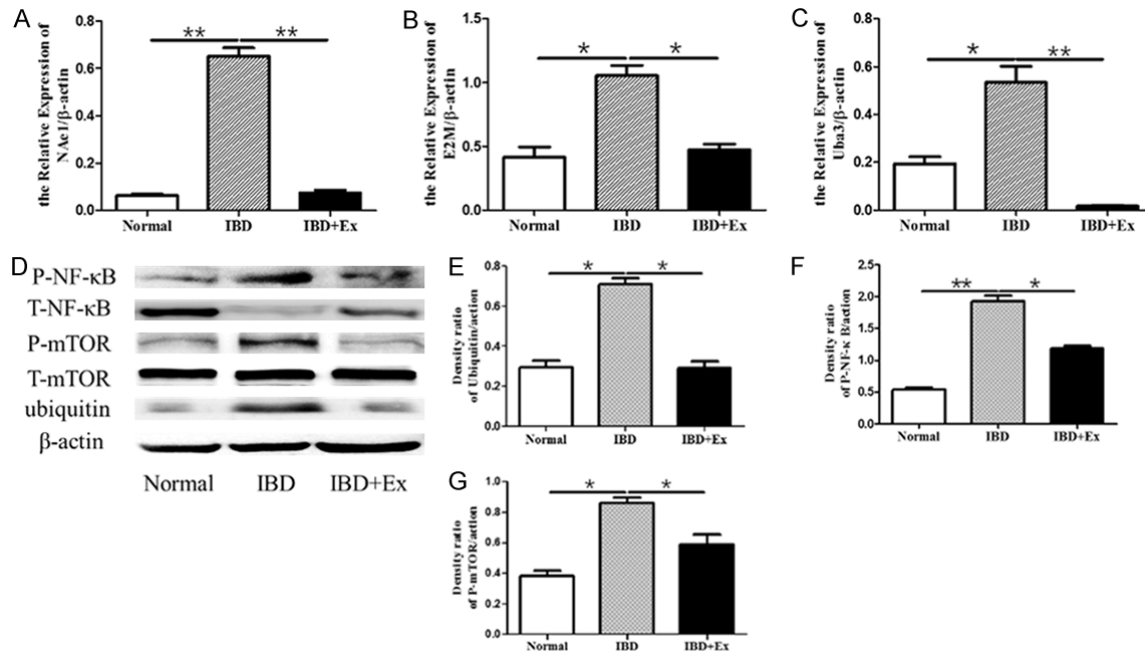 A
the Relative Expression of
NAc1/β-actin
0.8
0.6
0.4
0.2
0.0
** **
Normal IBD IBD+Ex
B
the Relative Expression of
E2M/β-actin
1.5
1.0
0.5
0.0
* *
Normal IBD IBD+Ex
C
the Relative Expression of
Uba3/β-actin
0.8
0.6
0.4
0.2
0.0
* **
Normal IBD IBD+Ex
D
P-NF-κB
T-NF-κB
P-mTOR
T-mTOR
ubiquitin
β-actin
Normal IBD IBD+Ex
E
Density ratio
of Ubiquitin/action
0.8
0.6
0.4
0.2
0.0
* *
Normal IBD IBD+Ex
F
Density ratio
of P-NF-κ B/action
2.5
2.0
1.5
1.0
0.5
0.0
** *
Normal IBD IBD+Ex
G
Density ratio
of P-mTOR/action
1.0
0.8
0.6
0.4
0.2
0.0
* *
Normal IBD IBD+Ex